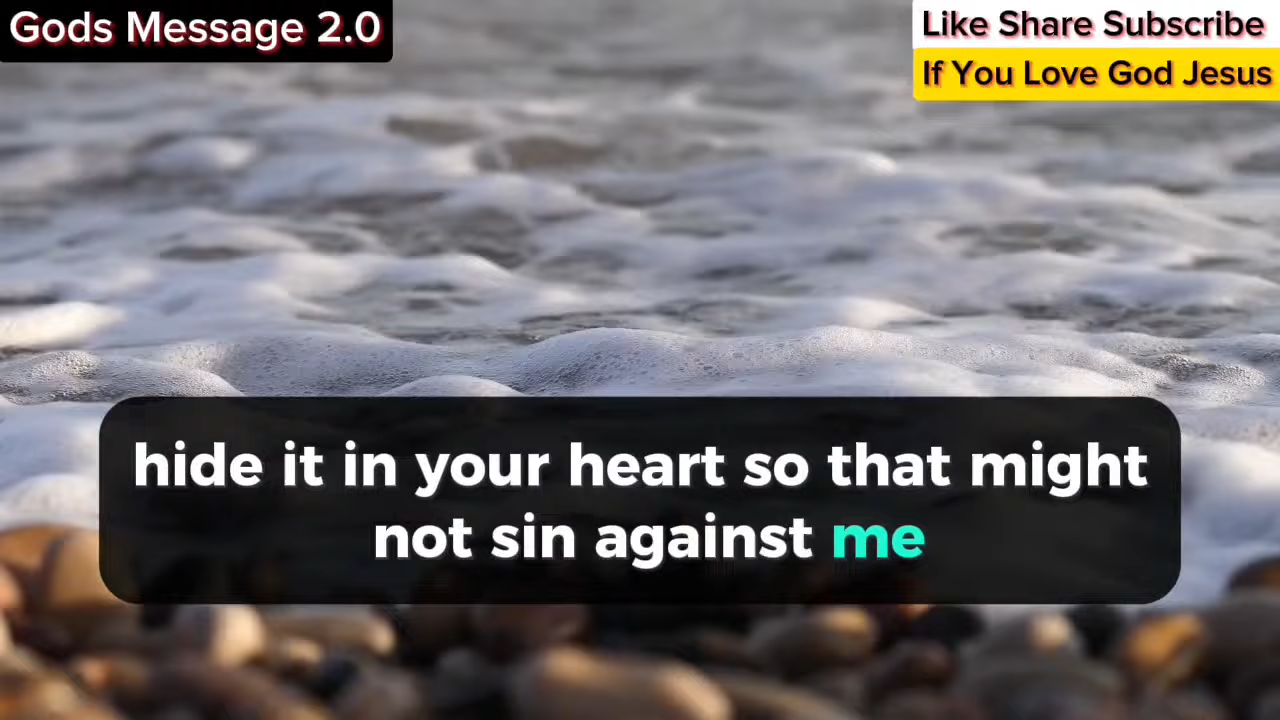 Gods Message 2.0
Like Share Subscribe
If You Love God Jesus
hide it in your heart so that might
not sin against me